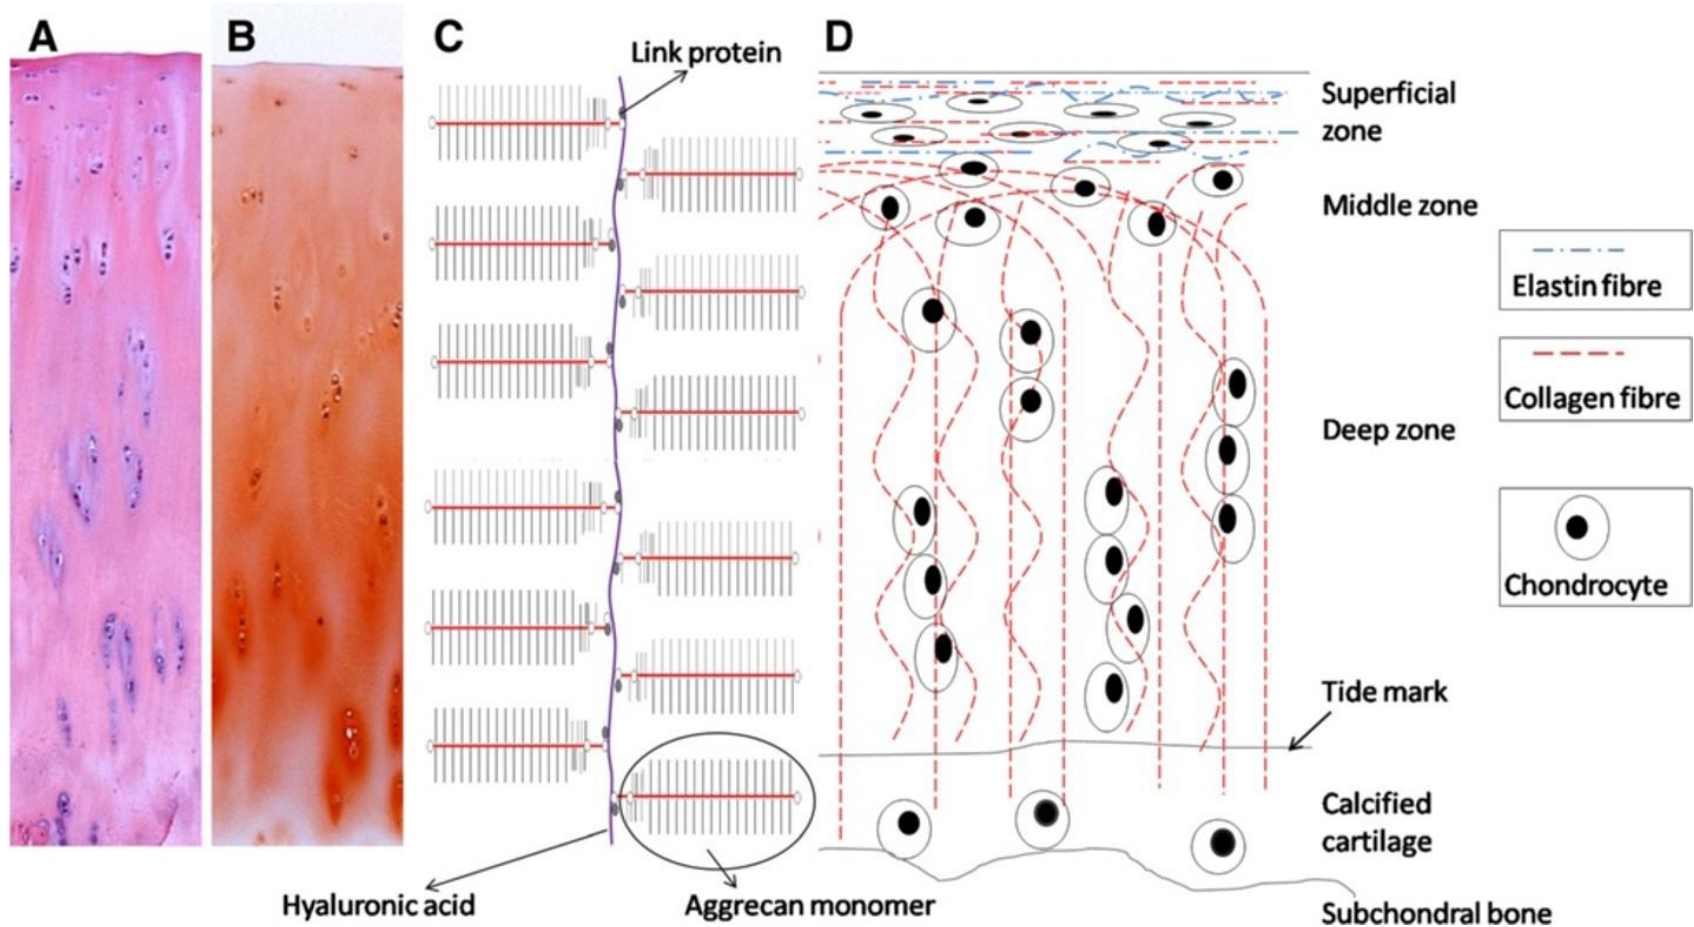 A
B
C
D
Link protein
Superficial
zone
Middle zone
Elastin fibre
Collagen fibre
Deep zone
Chondrocyte
Tide mark
Calcified
cartilage
Hyaluronic acid
Aggrecan monomer
Subchondral bone